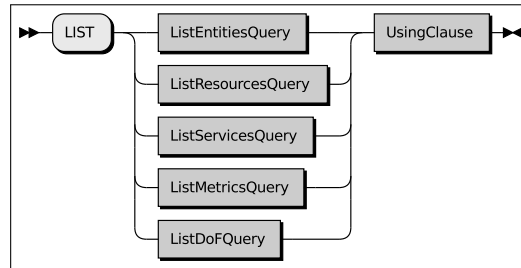 LIST ListEntitiesQuery UsingClause
ListResourcesQuery
ListServicesQuery
ListMetricsQuery
ListDoFQuery